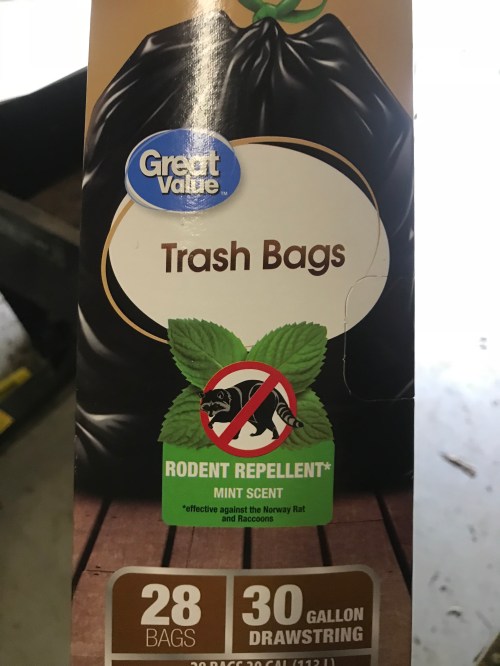 Great
Value™
Trash Bags
RODENT REPELLENT*
MINT SCENT
*effective against the Norway Rat
and Raccoons
28
BAGS
30 GALLON
DRAWSTRING